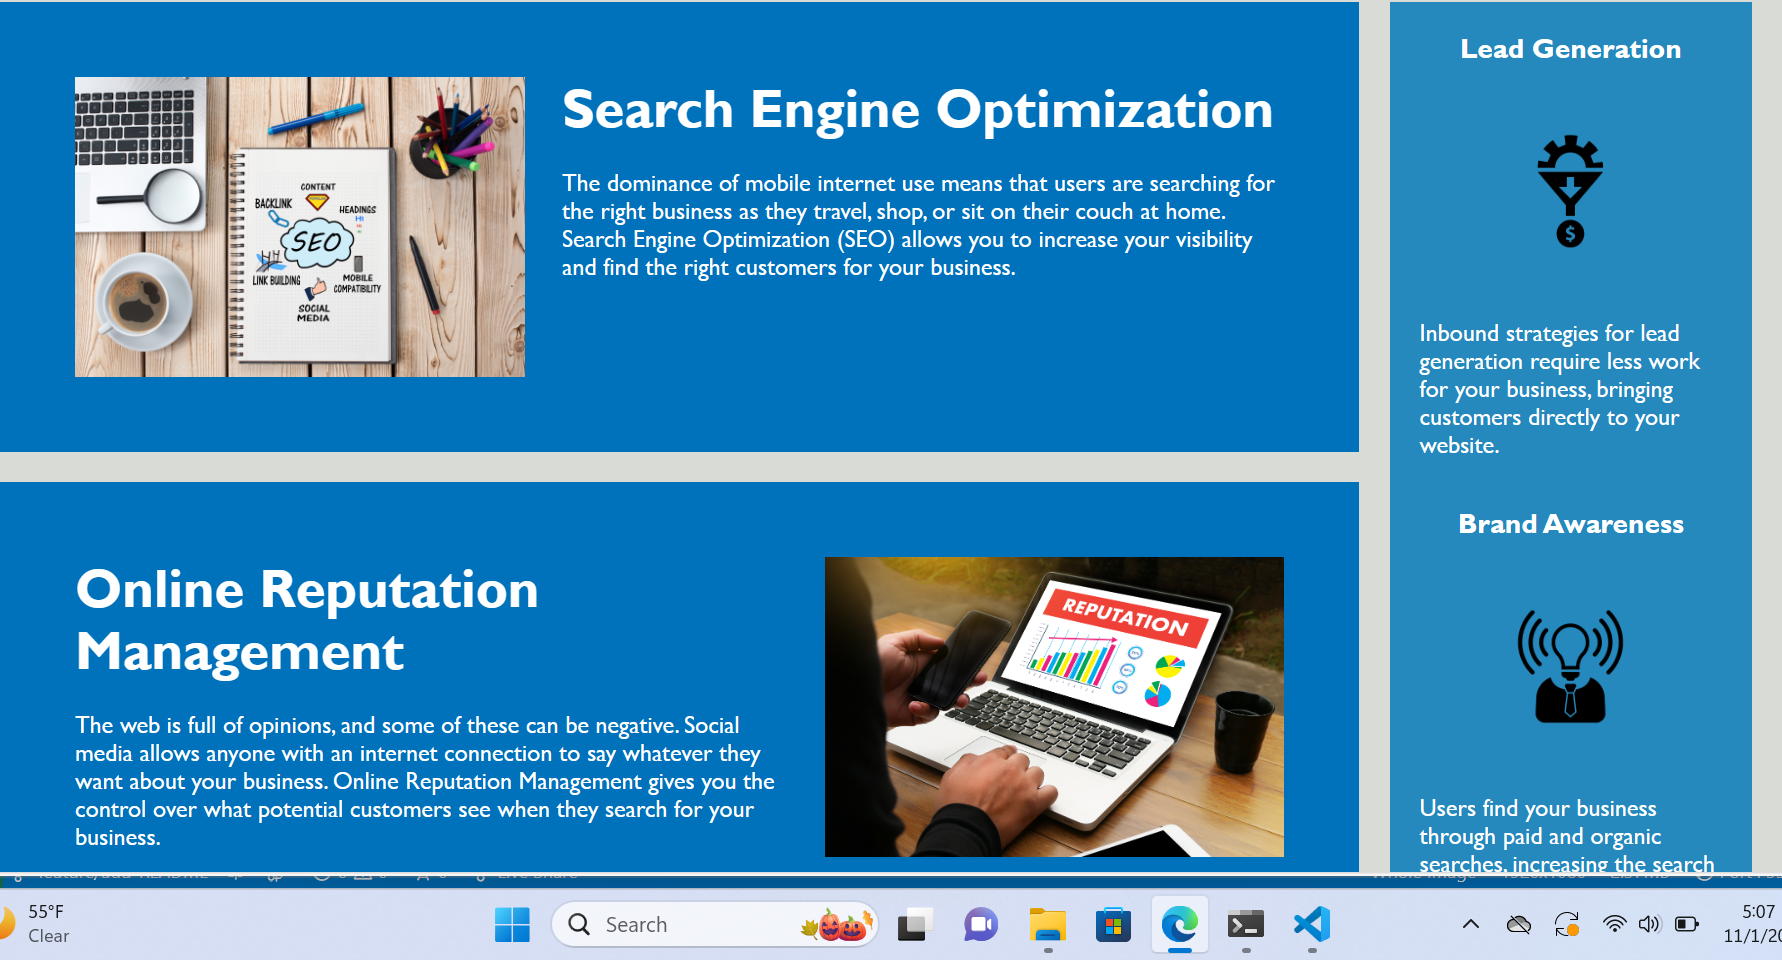 Search Engine Optimization
The dominance of mobile internet use means that users are searching for
the right business as they travel, shop, or sit on their couch at home.
Search Engine Optimization (SEO) allows you to increase your visibility
and find the right customers for your business.
CONTENT
BACKLINK
HEADINGS
H1
SEO
LINK BUILDING
MOBILE
COMPATIBILITY
SOCIAL
MEDIA
Online Reputation
Management
The web is full of opinions, and some of these can be negative. Social
media allows anyone with an internet connection to say whatever they
want about your business. Online Reputation Management gives you the
control over what potential customers see when they search for your
business.
REPUTATION
Lead Generation
$
Inbound strategies for lead
generation require less work
for your business, bringing
customers directly to your
website.
Brand Awareness
Users find your business
through paid and organic
searches, increasing the search
55°F
Clear
Search
5:07
11/1/20